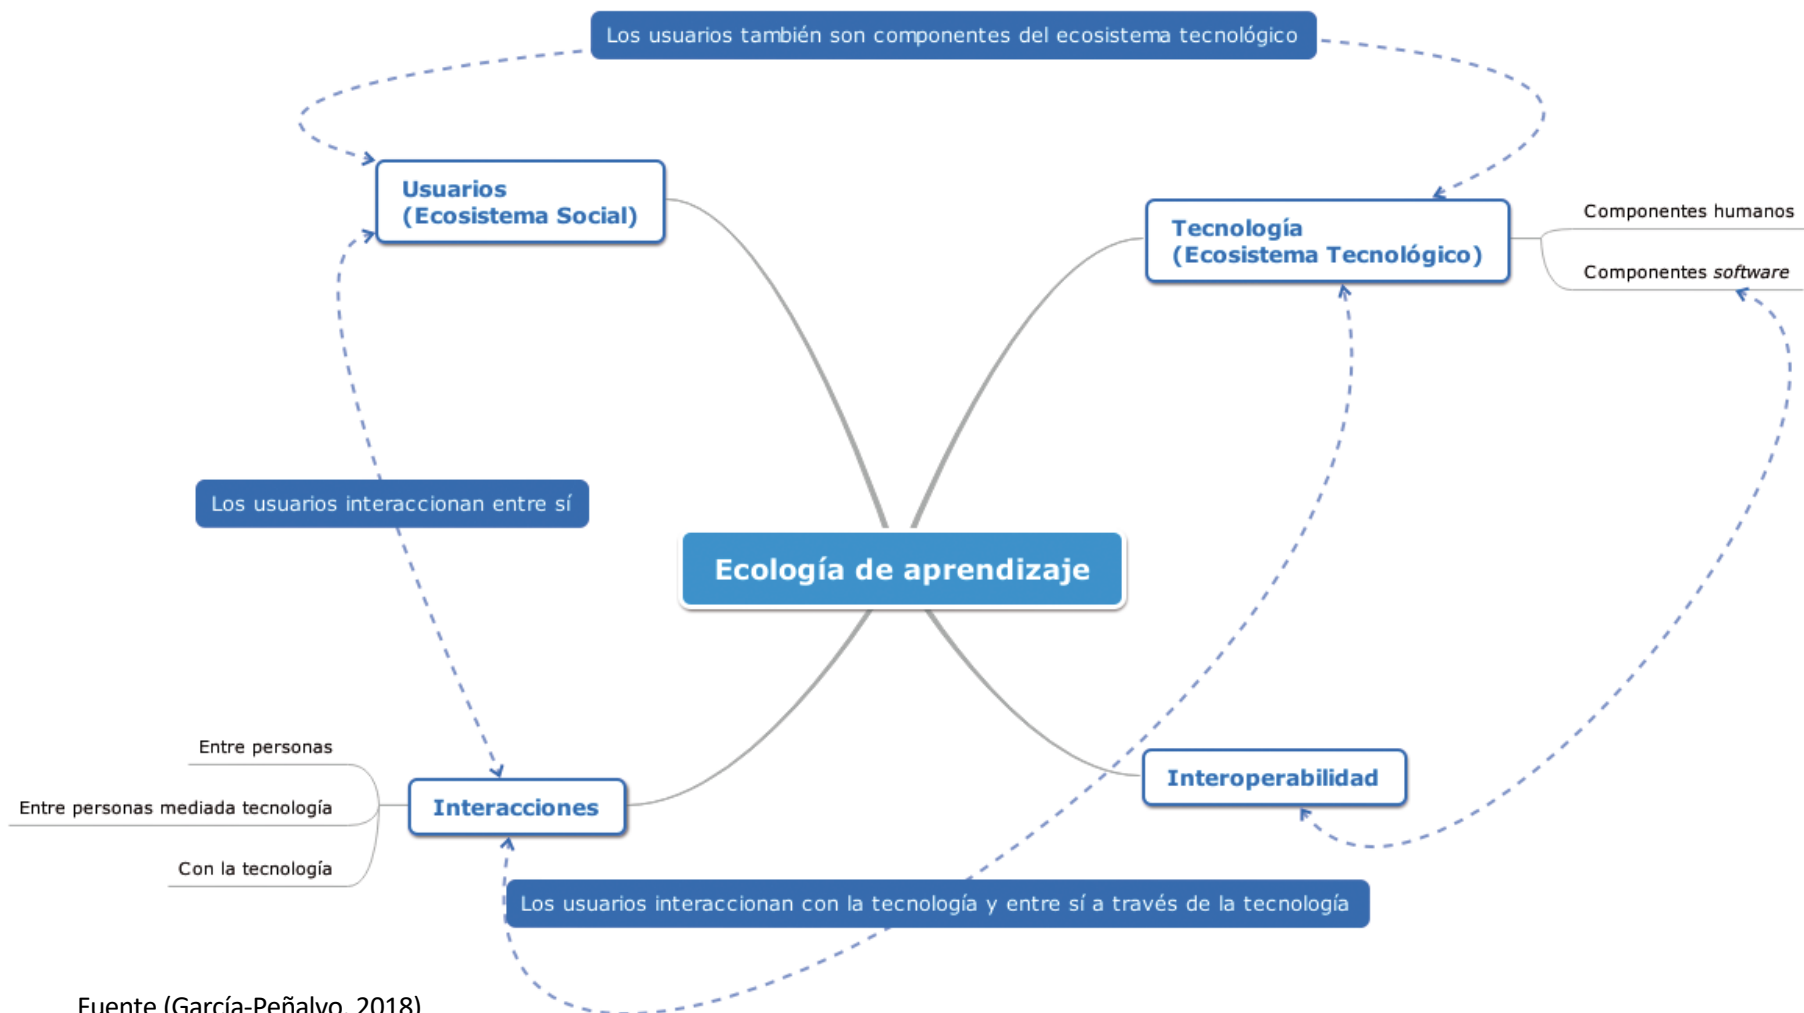 Los usuarios también son componentes del ecosistema tecnológico
Usuarios
(Ecosistema Social)
Tecnología
(Ecosistema Tecnológico)
Componentes humanos
Componentes software
Los usuarios interaccionan entre sí
Ecología de aprendizaje
Entre personas
Entre personas mediada tecnología
Con la tecnología
Interacciones
Interoperabilidad
Los usuarios interaccionan con la tecnología y entre sí a través de la tecnología
Fuente (García-Peñalvo, 2018)